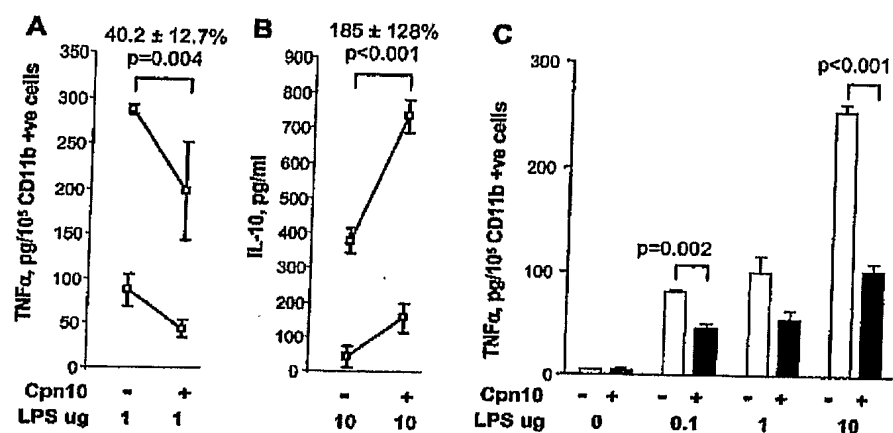 A
40.2 ± 12.7%
p=0.004
TNFα, pg/10⁵ CD11b +ve cells
350
300
250
200
150
100
50
0
Cpn10 - +
LPS ug 1 1
B
185 ± 128%
p<0.001
IL-10, pg/ml
900
800
700
600
500
400
300
200
100
0
- +
10 10
C
TNFα, pg/10⁵ CD11b +ve cells
300
200
100
0
p=0.002
p<0.001
Cpn10 - + - + - + - +
LPS ug 0 0.1 1 10